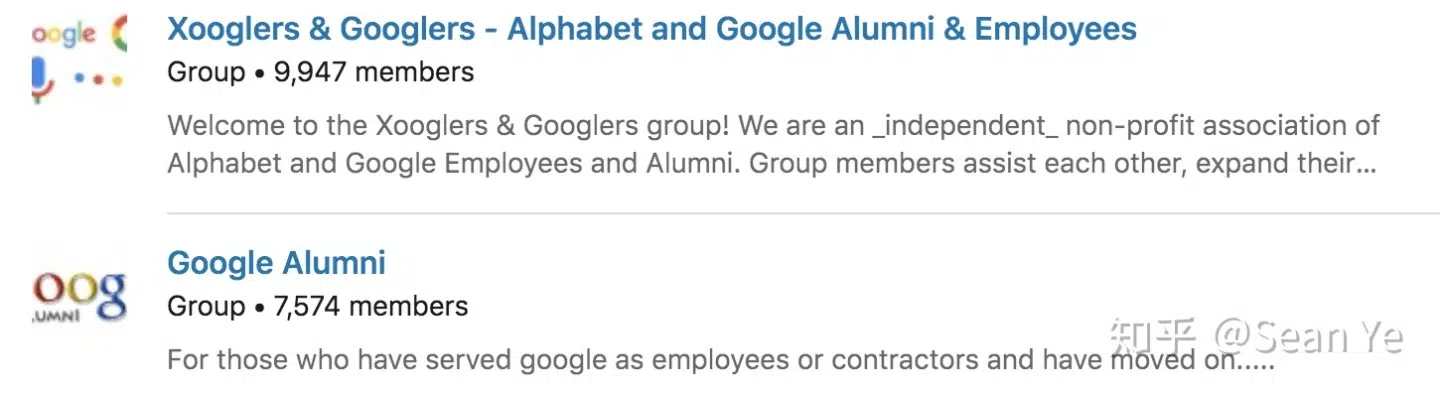 oogle
Xooglers & Googlers - Alphabet and Google Alumni & Employees
Group • 9,947 members
Welcome to the Xooglers & Googlers group! We are an _independent_ non-profit association of
Alphabet and Google Employees and Alumni. Group members assist each other, expand their...
oog
UMNI
Google Alumni
Group • 7,574 members
For those who have served google as employees or contractors and have moved on.....
知乎 @Sean Ye